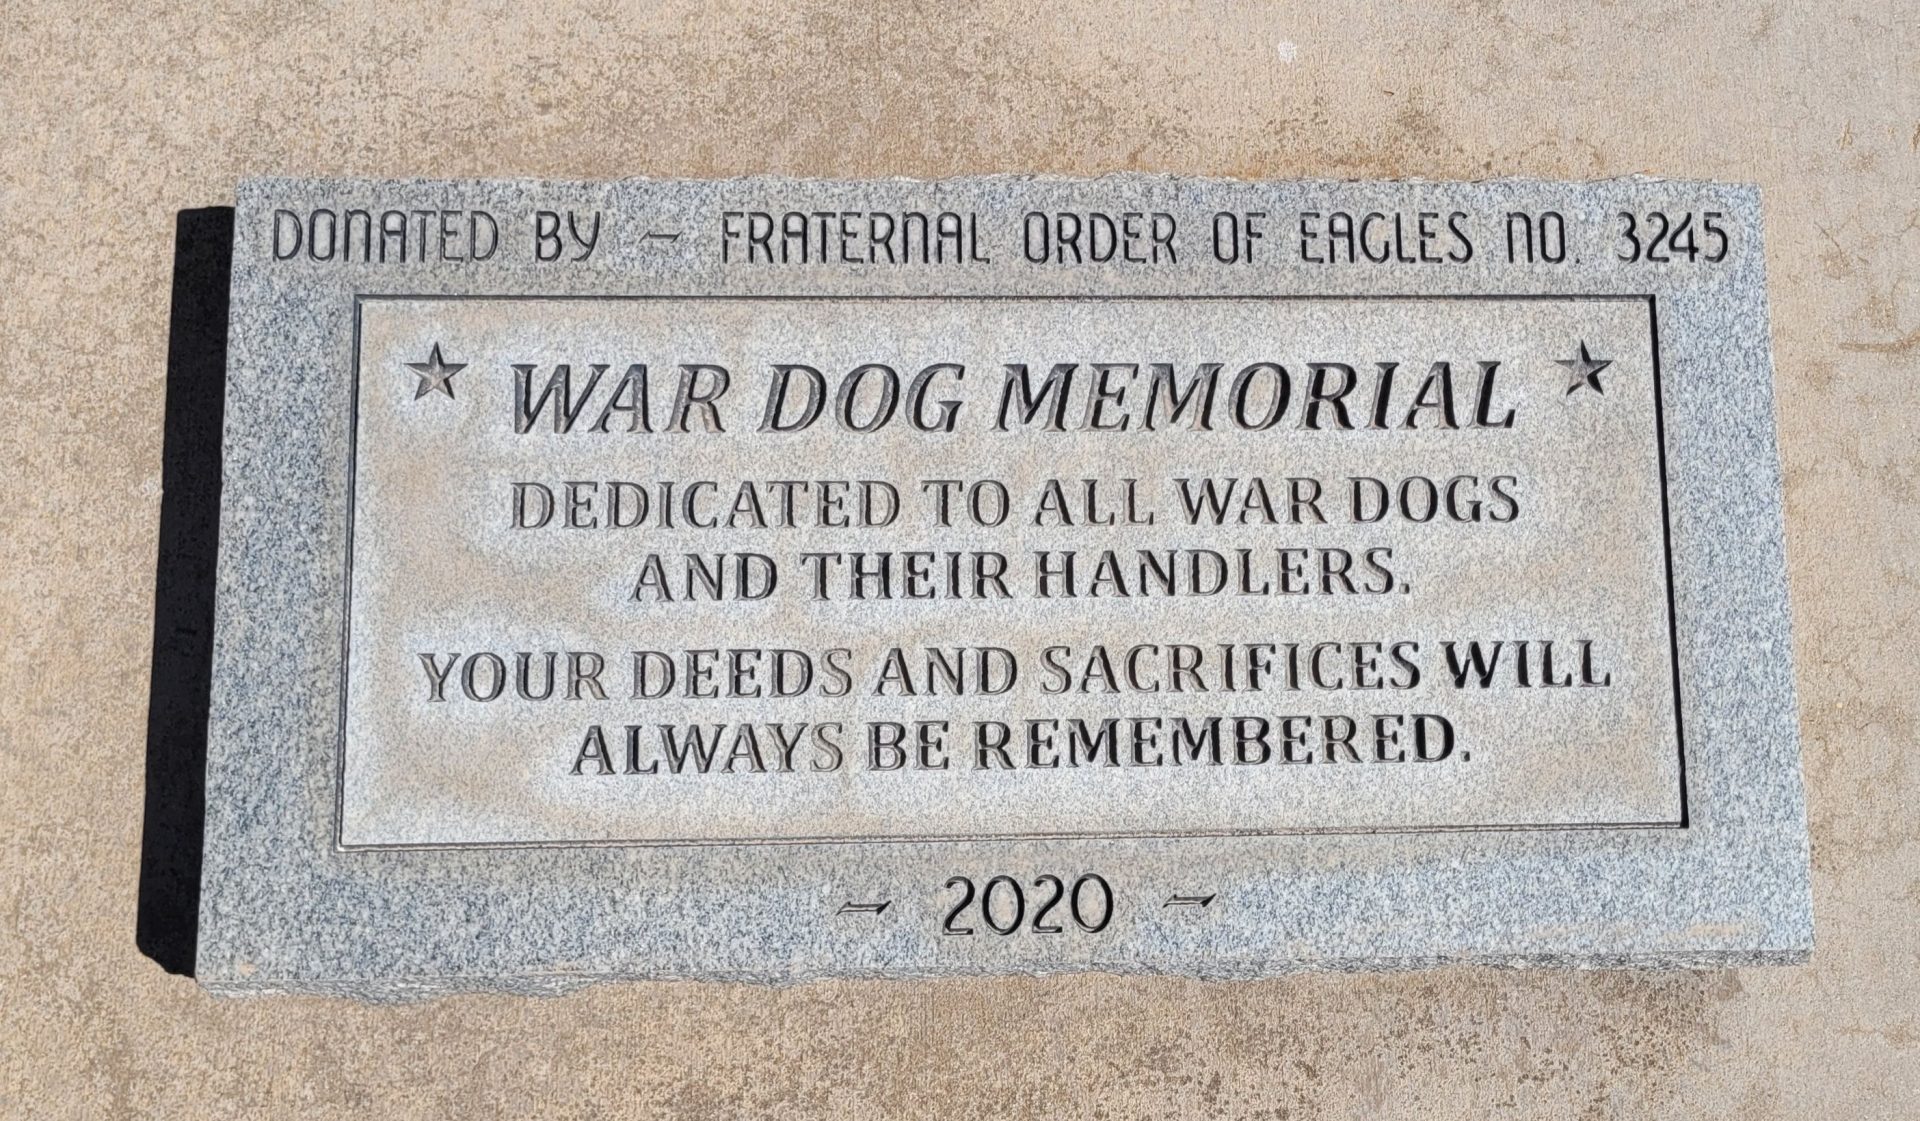 DONATED BY – FRATERNAL ORDER OF EAGLES NO. 3245
WAR DOG MEMORIAL
DEDICATED TO ALL WAR DOGS
AND THEIR HANDLERS.
YOUR DEEDS AND SACRIFICES WILL
ALWAYS BE REMEMBERED.
– 2020 –